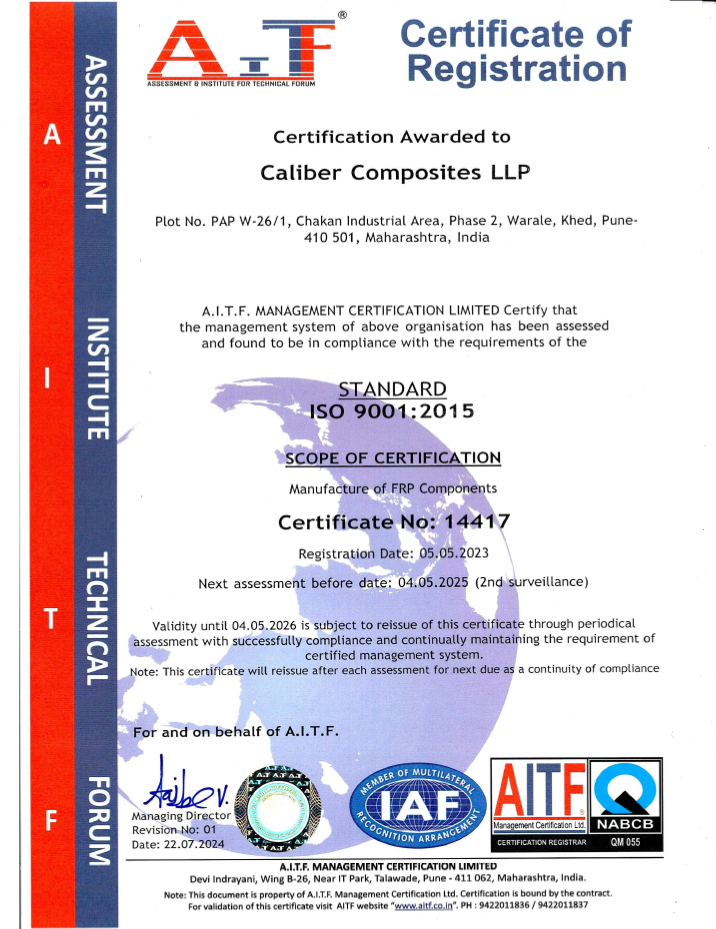 A
I
T
F
ASSESSMENT
INSTITUTE
TECHNICAL
FORUM
A.I.T.F ®
ASSESSMENT & INSTITUTE FOR TECHNICAL FORUM
Certificate of
Registration
Certification Awarded to
Caliber Composites LLP
Plot No. PAP W-26/1, Chakan Industrial Area, Phase 2, Warale, Khed, Pune-
410 501, Maharashtra, India
A.I.T.F. MANAGEMENT CERTIFICATION LIMITED Certify that
the management system of above organisation has been assessed
and found to be in compliance with the requirements of the
STANDARD
ISO 9001:2015
SCOPE OF CERTIFICATION
Manufacture of FRP Components
Certificate No: 14417
Registration Date: 05.05.2023
Next assessment before date: 04.05.2025 (2nd surveillance)
Validity until 04.05.2026 is subject to reissue of this certificate through periodical
assessment with successfully compliance and continually maintaining the requirement of
certified management system.
Note: This certificate will reissue after each assessment for next due as a continuity of compliance
For and on behalf of A.I.T.F.
Managing Director
Revision No: 01
Date: 22.07.2024
MEMBER OF MULTILATERAL
IAF
RECOGNITION ARRANGEMENT
AITF
Management Certification Ltd.
CERTIFICATION REGISTRAR
NABCB
QM 055
A.I.T.F. MANAGEMENT CERTIFICATION LIMITED
Devi Indrayani, Wing B-26, Near IT Park, Talawade, Pune - 411 062, Maharashtra, India.
Note: This document is property of A.I.T.F. Management Certification Ltd. Certification is bound by the contract.
For validation of this certificate visit AITF website "www.aitf.co.in". PH : 9422011836 / 9422011837